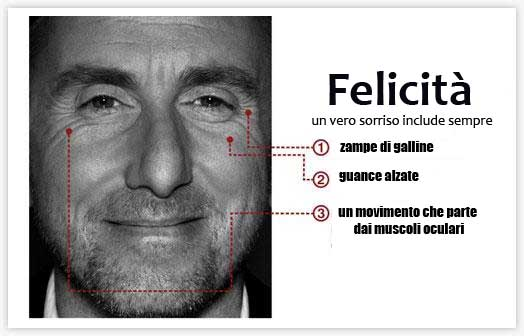 Felicità
un vero sorriso include sempre
1 zampe di galline
2 guance alzate
3 un movimento che parte
dai muscoli oculari